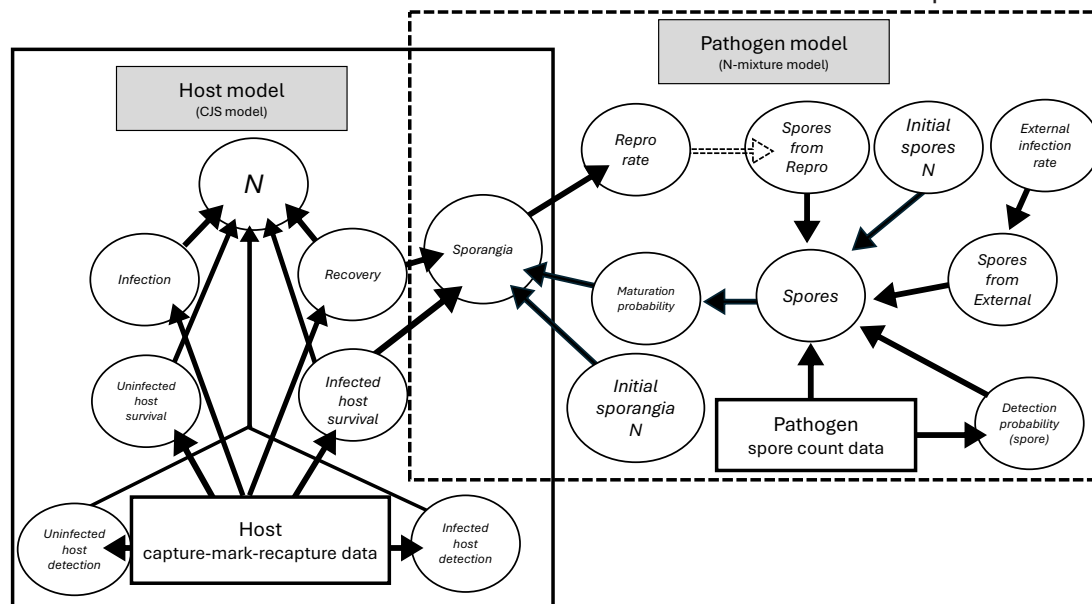 Host model
(CJS model)
Pathogen model
(N-mixture model)
N
Infection
Recovery
Uninfected
host
survival
Infected
host
survival
Uninfected
host
detection
Host
capture-mark-recapture data
Infected
host
detection
Sporangia
Repro
rate
Spores
from
Repro
Initial
spores
N
External
infection
rate
Maturation
probability
Spores
Spores
from
External
Initial
sporangia
N
Pathogen
spore count data
Detection
probability
(spore)